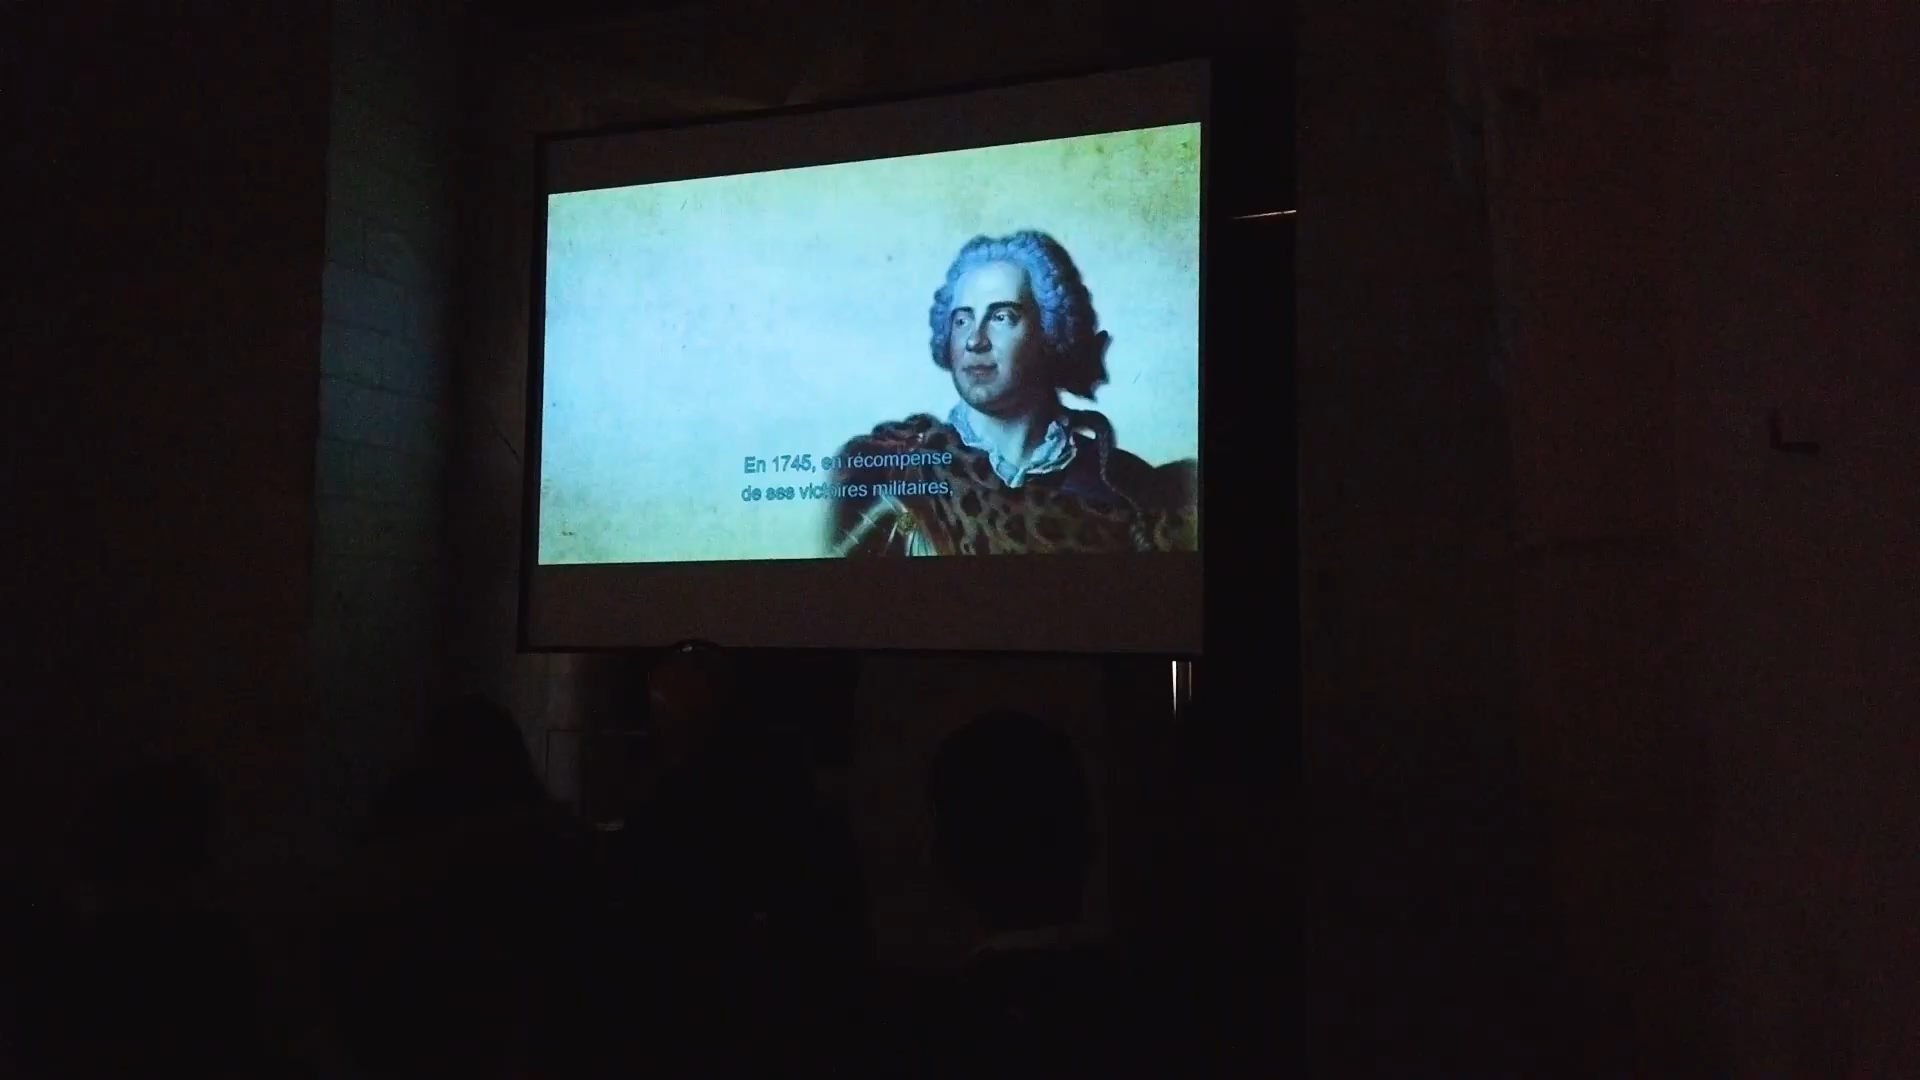 En 1745, en récompense
de ses victoires militaires,